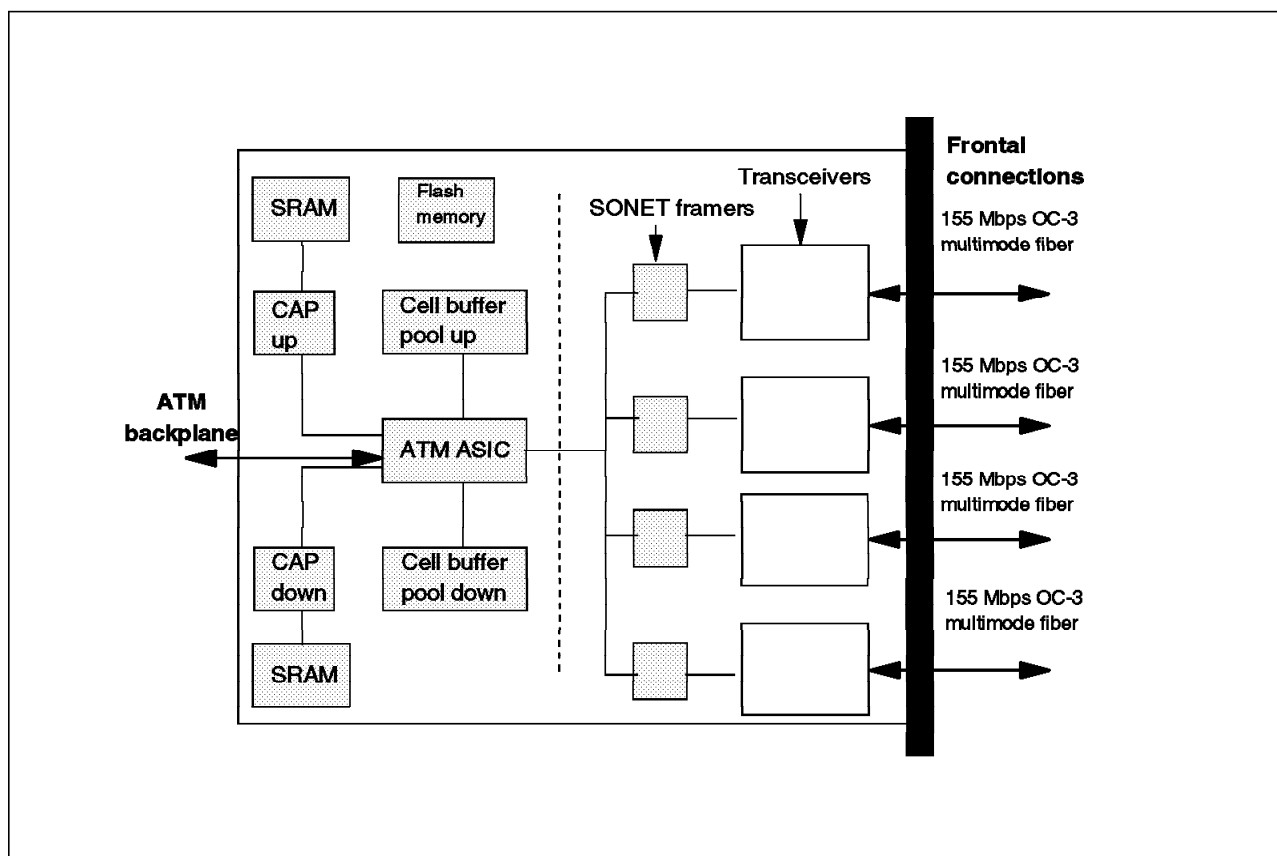 Frontal
connections
Transceivers
SONET framers
SRAM
Flash
memory
155 Mbps OC-3
multimode fiber
CAP
up
Cell buffer
pool up
155 Mbps OC-3
multimode fiber
ATM
backplane
ATM ASIC
155 Mbps OC-3
multimode fiber
CAP
down
Cell buffer
pool down
155 Mbps OC-3
multimode fiber
SRAM